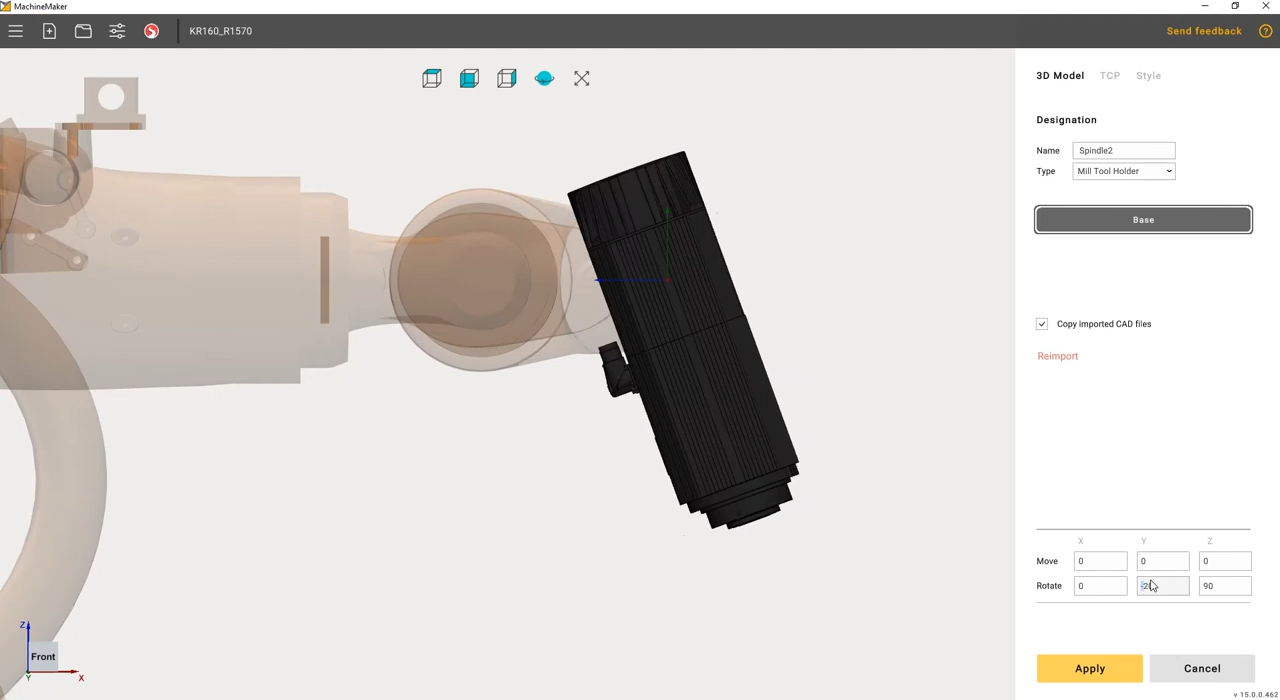 MachineMaker
KR160_R1570
Send feedback
3D Model TCP Style
Designation
Name Spindle2
Type Mill Tool Holder
Base
Copy imported CAD files
Reimport
X Y Z
Move 0 0 0
Rotate 0 90
Z
Front
Y X
Apply Cancel
v 15.0.0.462